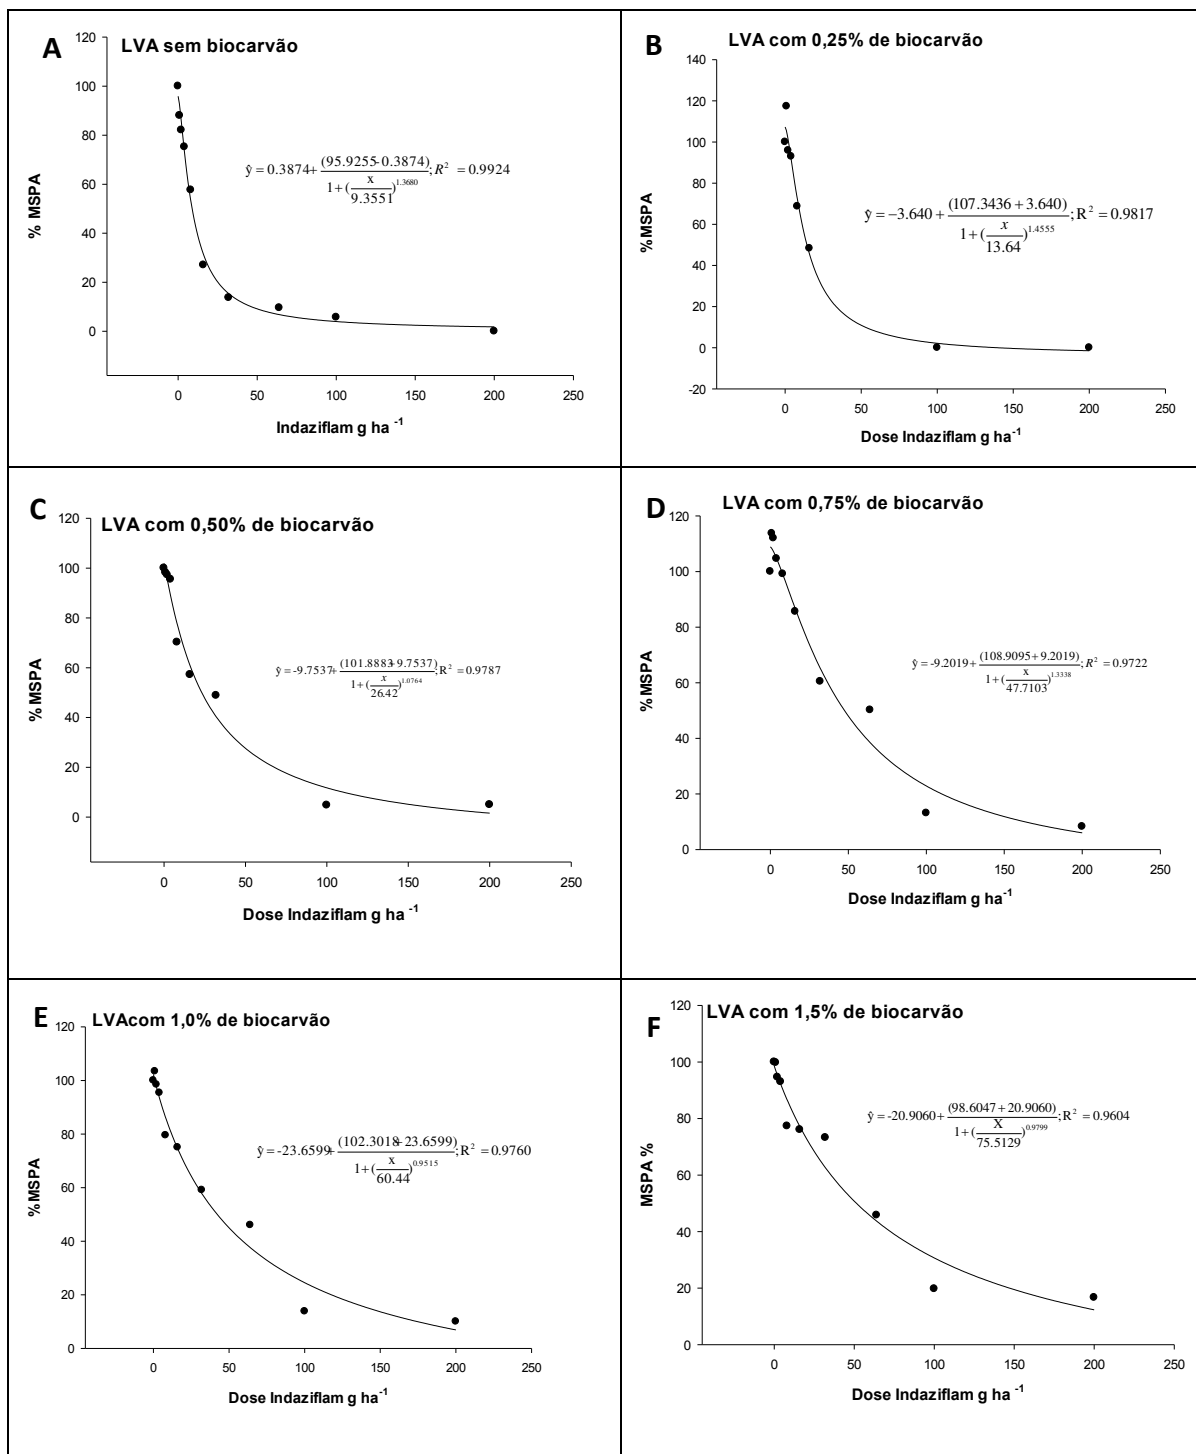 A
LVA sem biocarvão
% MSPA
120
100
80
60
40
20
0
ŷ = 0.3874+ (95.9255-0.3874) / 1+(x/9.3551)^1.3680 ; R² = 0.9924
0 50 100 150 200 250
Indaziflam g ha⁻¹
B
LVA com 0,25% de biocarvão
%MSPA
140
120
100
80
60
40
20
0
-20
ŷ = −3.640 + (107.3436 + 3.640) / 1+(x/13.64)^1.4555 ; R² = 0.9817
0 50 100 150 200 250
Dose Indaziflam g ha⁻¹
C
LVA com 0,50% de biocarvão
%MSPA
120
100
80
60
40
20
0
ŷ = -9.7537+ (101.8883+9.7537) / 1+(x/26.42)^1.0764 ; R² = 0.9787
0 50 100 150 200 250
Dose Indaziflam g ha⁻¹
D
LVA com 0,75% de biocarvão
%MSPA
120
100
80
60
40
20
0
ŷ = -9.2019+ (108.9095+9.2019) / 1+(x/47.7103)^1.3338 ; R² = 0.9722
0 50 100 150 200 250
Dose Indaziflam g ha⁻¹
E
LVAcom 1,0% de biocarvão
%MSPA
120
100
80
60
40
20
0
ŷ = -23.6599+ (102.3018+23.6599) / 1+(x/60.44)^0.9515 ; R² = 0.9760
0 50 100 150 200 250
Dose Indaziflam g ha⁻¹
F
LVA com 1,5% de biocarvão
MSPA %
120
100
80
60
40
20
0
ŷ = -20.9060+ (98.6047+20.9060) / 1+(X/75.5129)^0.9799 ; R² = 0.9604
0 50 100 150 200 250
Dose Indaziflam g ha⁻¹